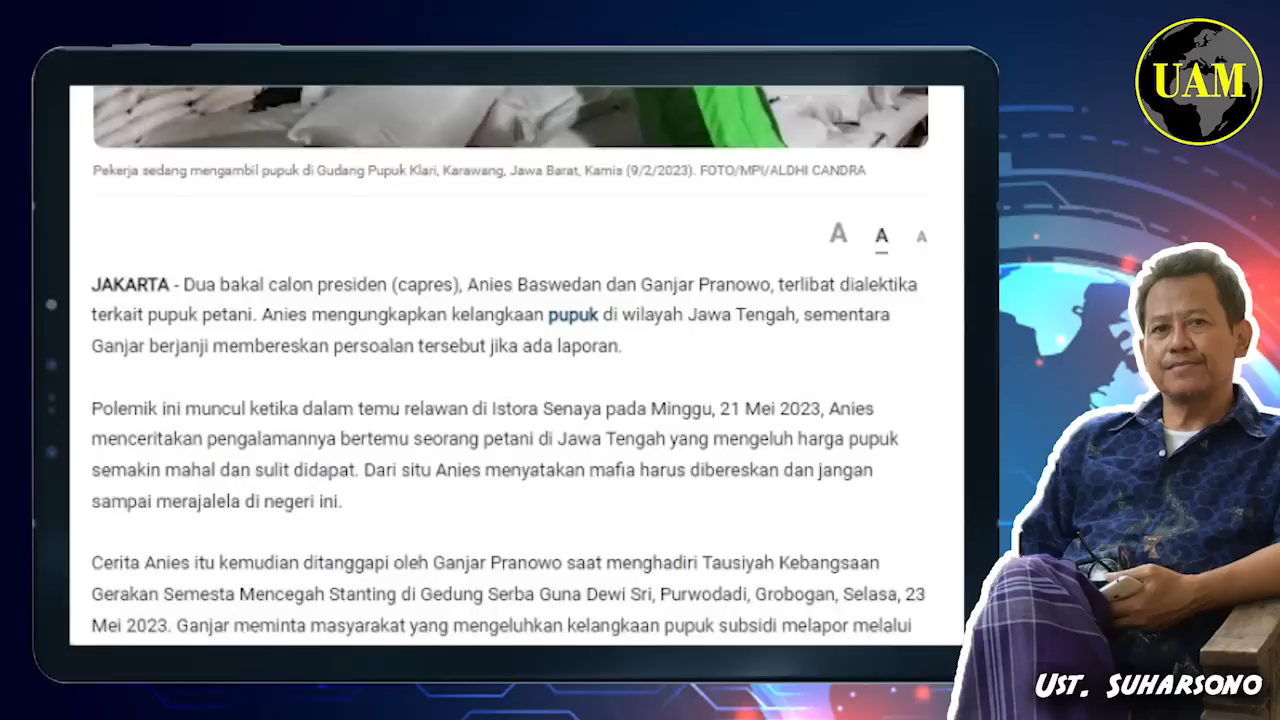 UAM
Pekerja sedang mengambil pupuk di Gudang Pupuk Klari, Karawang, Jawa Barat, Kamis (9/2/2023). FOTO/MPI/ALDHI CANDRA
A A A
JAKARTA - Dua bakal calon presiden (capres), Anies Baswedan dan Ganjar Pranowo, terlibat dialektika
terkait pupuk petani. Anies mengungkapkan kelangkaan pupuk di wilayah Jawa Tengah, sementara
Ganjar berjanji membereskan persoalan tersebut jika ada laporan.
Polemik ini muncul ketika dalam temu relawan di Istora Senaya pada Minggu, 21 Mei 2023, Anies
menceritakan pengalamannya bertemu seorang petani di Jawa Tengah yang mengeluh harga pupuk
semakin mahal dan sulit didapat. Dari situ Anies menyatakan mafia harus dibereskan dan jangan
sampai merajalela di negeri ini.
Cerita Anies itu kemudian ditanggapi oleh Ganjar Pranowo saat menghadiri Tausiyah Kebangsaan
Gerakan Semesta Mencegah Stanting di Gedung Serba Guna Dewi Sri, Purwodadi, Grobogan, Selasa, 23
Mei 2023. Ganjar meminta masyarakat yang mengeluhkan kelangkaan pupuk subsidi melapor melalui
UST. SUHARSONO